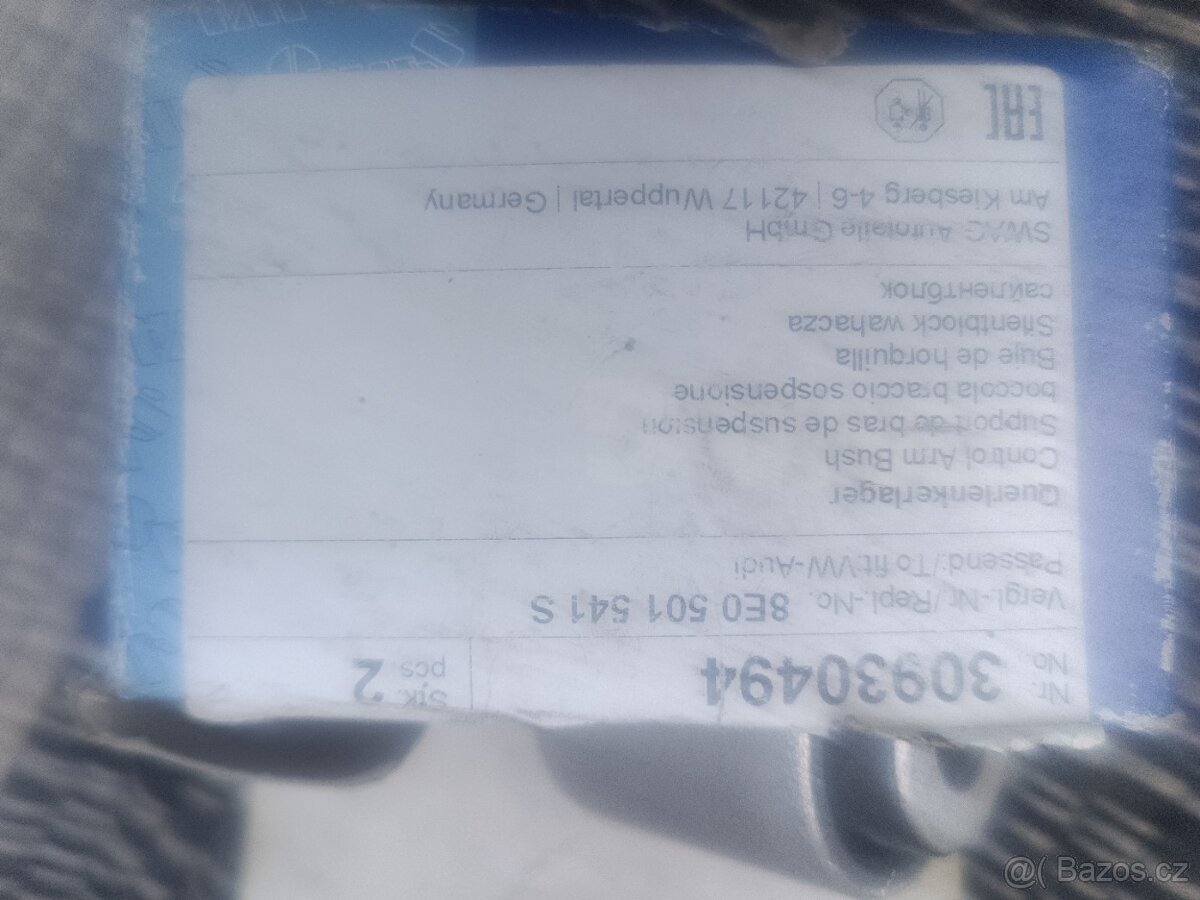 Nr. No. 30930494 Stk. pcs 2
Vergl.-Nr/Repl.-No. 8E0 501 541 S
Passend:/To fit:VW-Audi
Querlenkerlager
Control Arm Bush
Support de bras de suspension
boccola braccio sospensione
Buje de horquilla
Silentblock wahacza
сайлентблок
SWAG Autoteile GmbH
Am Kiesberg 4-6 | 42117 Wuppertal | Germany
EAC
@( Bazos.cz